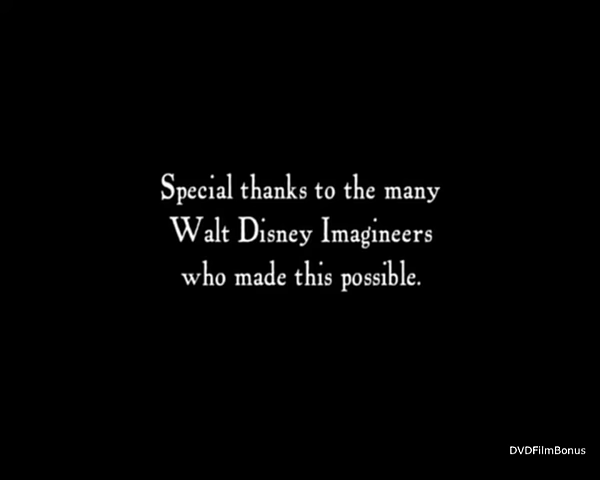 Special thanks to the many
Walt Disney Imagineers
who made this possible.
DVDFilmBonus